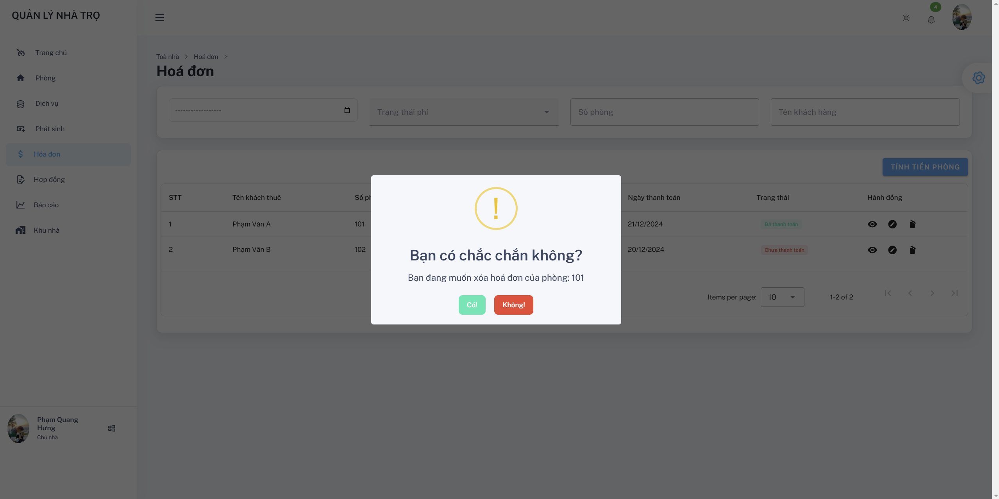 QUẢN LÝ NHÀ TRỌ
4
Trang chủ
Phòng
Dịch vụ
Phát sinh
Hóa đơn
Hợp đồng
Báo cáo
Khu nhà
Toà nhà
Hoá đơn
Hoá đơn
------------------
Trạng thái phí
Số phòng
Tên khách hàng
TÍNH TIỀN PHÒNG
STT Tên khách thuê Số ph Ngày thanh toán Trạng thái Hành đồng
1 Phạm Văn A 101 21/12/2024 Đã thanh toán
2 Phạm Văn B 102 20/12/2024 Chưa thanh toán
Items per page: 10 1-2 of 2
!
Bạn có chắc chắn không?
Bạn đang muốn xóa hoá đơn của phòng: 101
Có! Không!
Phạm Quang
Hưng
Chủ nhà